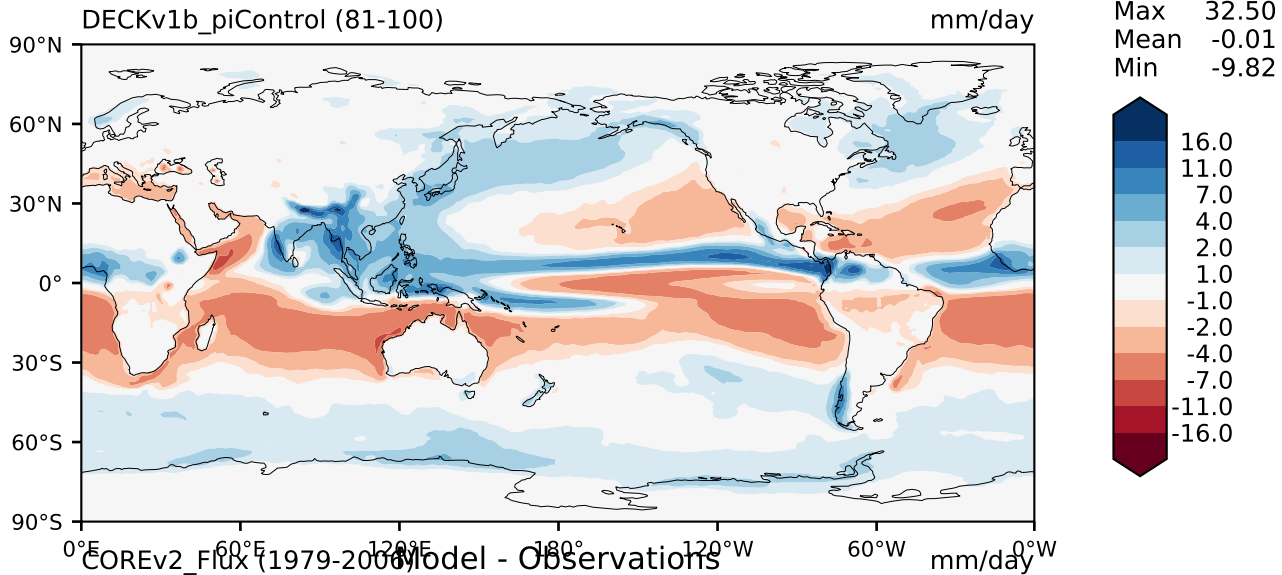 DECKv1b_piControl (81-100) mm/day
Max 32.50
Mean -0.01
Min -9.82
90°N
60°N
30°N
0°
30°S
60°S
90°S
16.0
11.0
7.0
4.0
2.0
1.0
-1.0
-2.0
-4.0
-7.0
-11.0
-16.0
0°E 60°E 120°E 180° 120°W 60°W 0°W
COREv2_Flux (1979-2006) Model - Observations mm/day